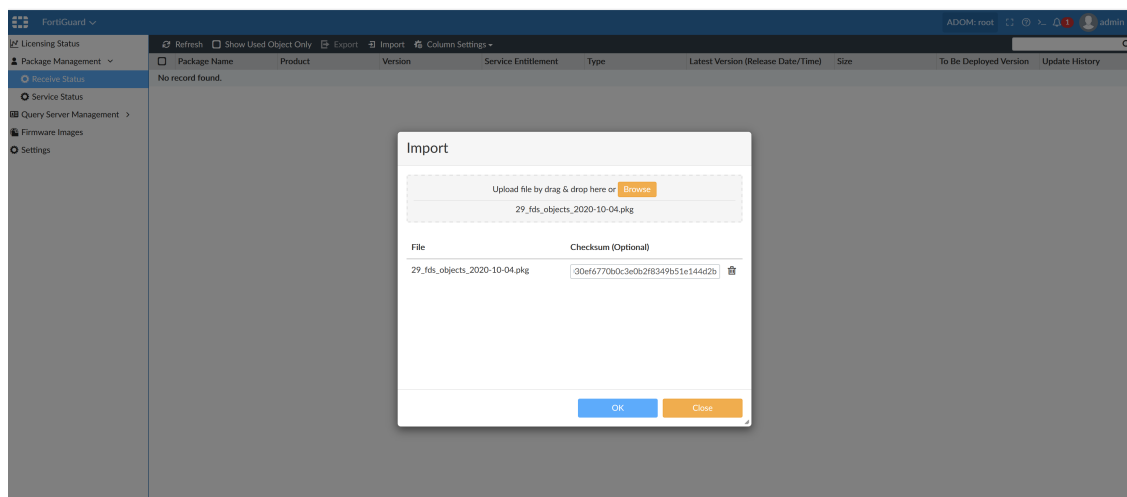 FortiGuard
ADOM: root
1
admin
Licensing Status
Package Management
Receive Status
Service Status
Query Server Management
Firmware Images
Settings
Refresh Show Used Object Only Export Import Column Settings
Package Name Product Version Service Entitlement Type Latest Version (Release Date/Time) Size To Be Deployed Version Update History
No record found.
Import
Upload file by drag & drop here or Browse
29_fds_objects_2020-10-04.pkg
File Checksum (Optional)
29_fds_objects_2020-10-04.pkg 30ef6770b0c3e0b2f8349b51e144d2b
OK Close